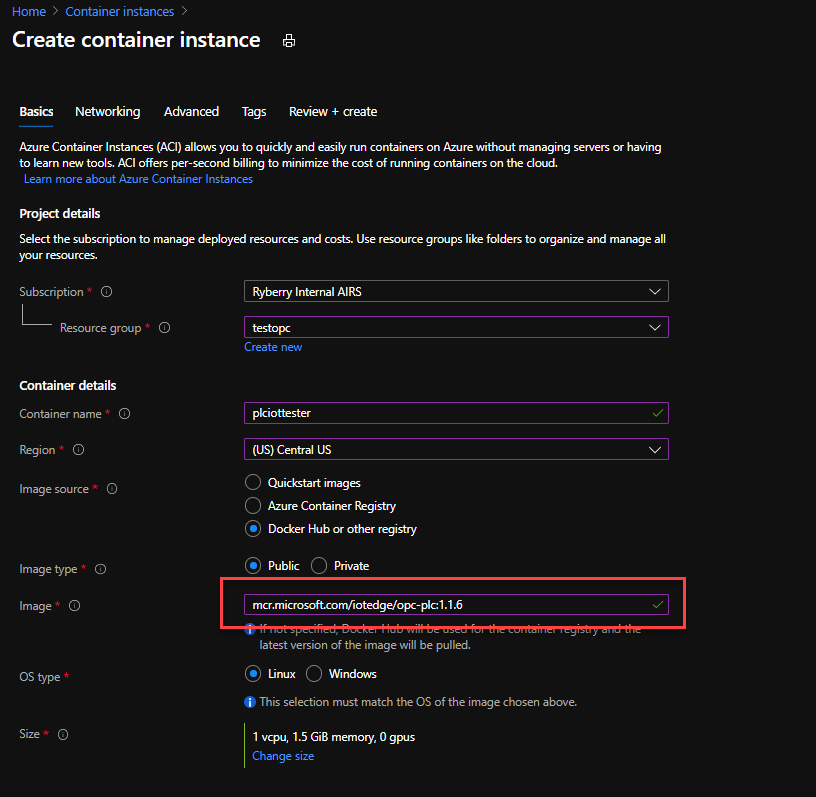 Home > Container instances >
Create container instance
Basics Networking Advanced Tags Review + create
Azure Container Instances (ACI) allows you to quickly and easily run containers on Azure without managing servers or having
to learn new tools. ACI offers per-second billing to minimize the cost of running containers on the cloud.
Learn more about Azure Container Instances
Project details
Select the subscription to manage deployed resources and costs. Use resource groups like folders to organize and manage all
your resources.
Subscription * Ryberry Internal AIRS
Resource group * testopc
Create new
Container details
Container name * plciottester
Region * (US) Central US
Image source * Quickstart images
Azure Container Registry
Docker Hub or other registry
Image type * Public Private
Image * mcr.microsoft.com/iotedge/opc-plc:1.1.6
If not specified, Docker Hub will be used for the container registry and the
latest version of the image will be pulled.
OS type * Linux Windows
This selection must match the OS of the image chosen above.
Size * 1 vcpu, 1.5 GiB memory, 0 gpus
Change size